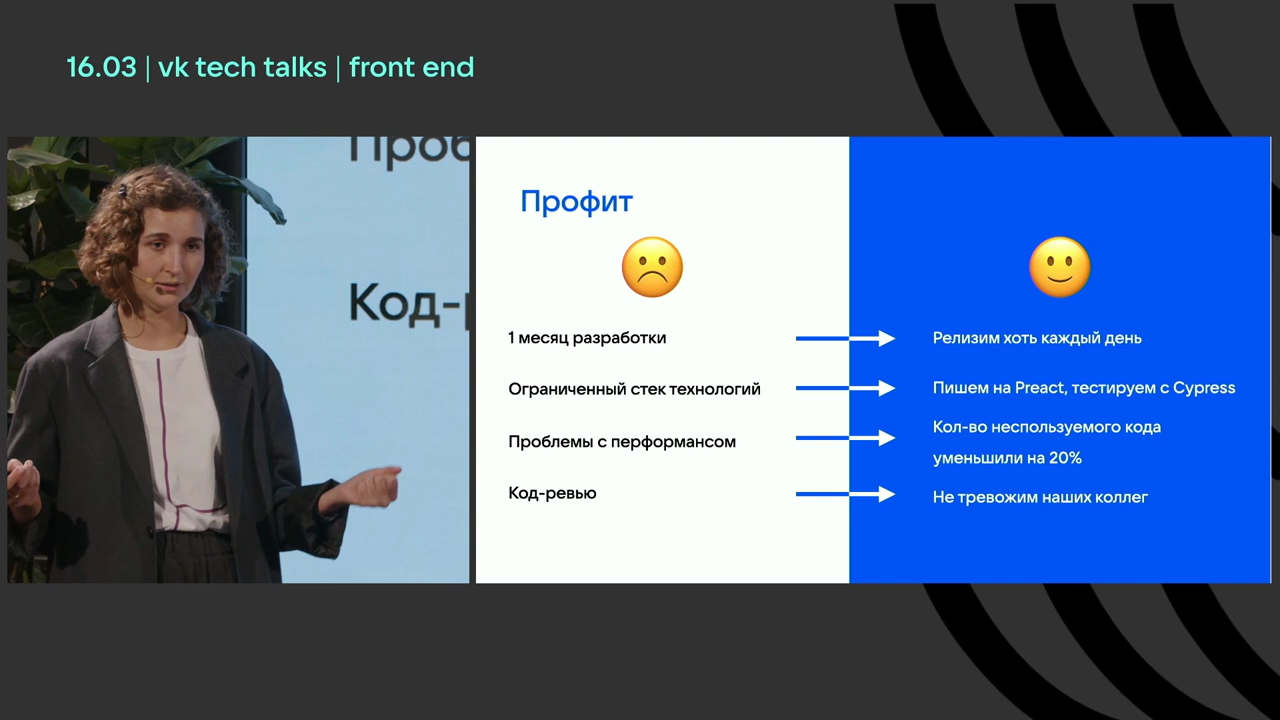 16.03 | vk tech talks | front end
Проб
Код-р
Профит
1 месяц разработки
Релизим хоть каждый день
Ограниченный стек технологий
Пишем на Preact, тестируем с Cypress
Проблемы с перформансом
Кол-во неспользуемого кода
уменьшили на 20%
Код-ревью
Не тревожим наших коллег